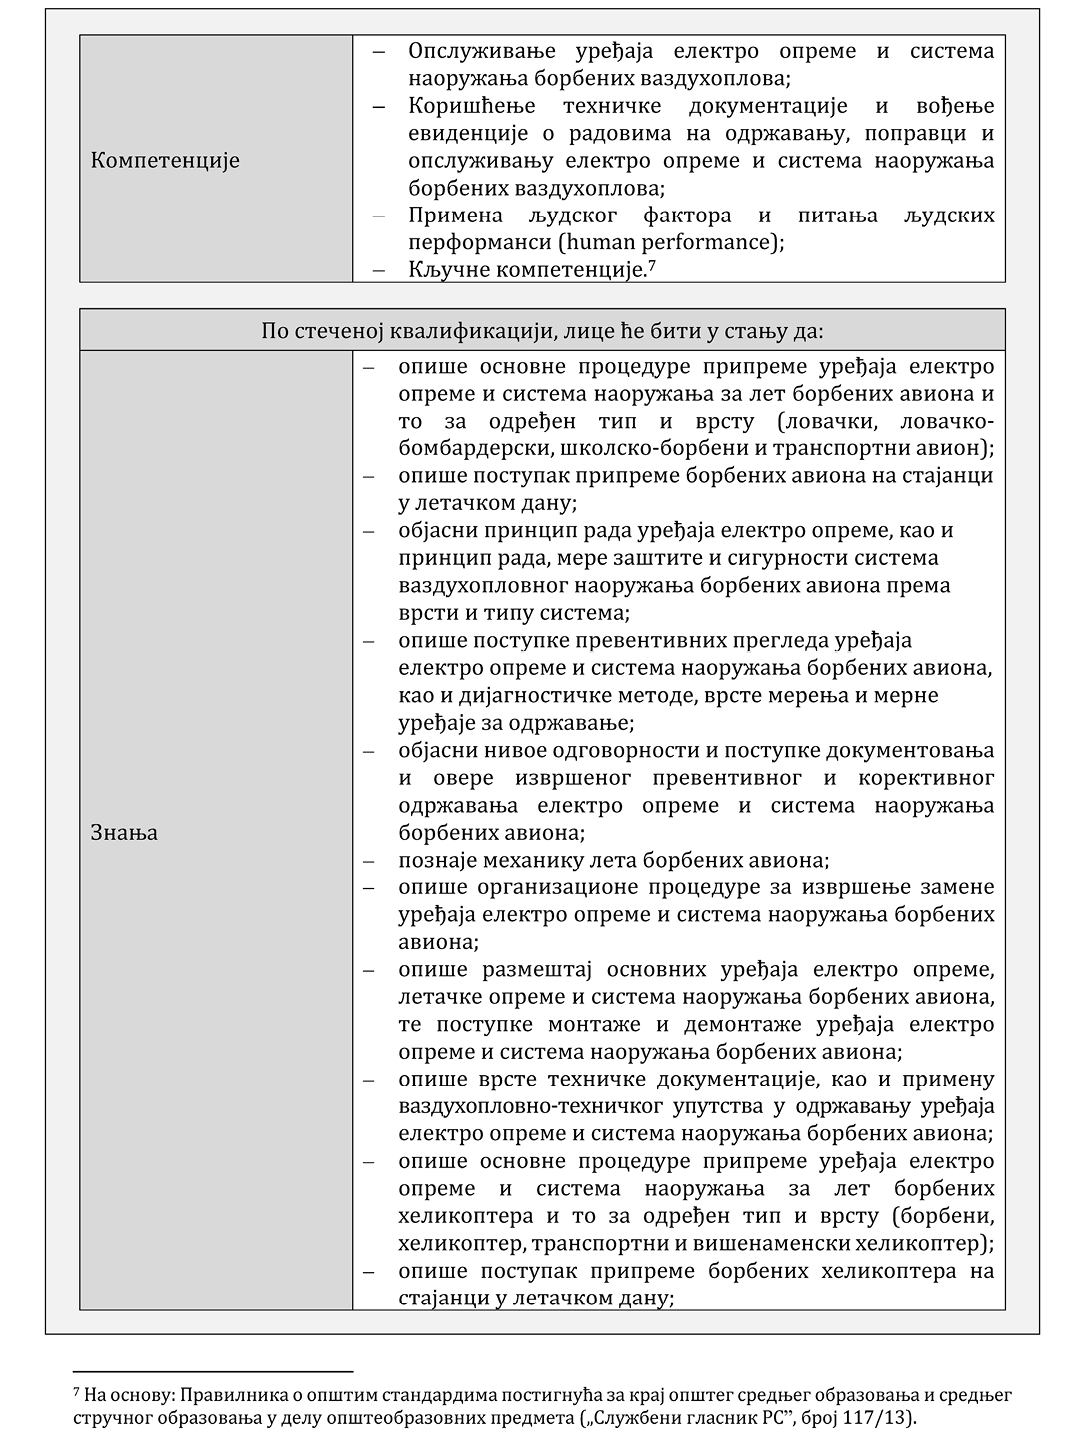 – Опслуживање уређаја електро опреме и система
наоружања борбених ваздухоплова;
– Коришћење техничке документације и вођење
евиденције о радовима на одржавању, поправци и
Компетенције
опслуживању електро опреме и система наоружања
борбених ваздухоплова;
– Примена људског фактора и питања људских
перформанси (human performance);
– Кључне компетенције.⁷
По стеченој квалификацији, лице ће бити у стању да:
– опише основне процедуре припреме уређаја електро
опреме и система наоружања за лет борбених авиона и
то за одређен тип и врсту (ловачки, ловачко-
бомбардерски, школско-борбени и транспортни авион);
– опише поступак припреме борбених авиона на стајанци
у летачком дану;
– објасни принцип рада уређаја електро опреме, као и
принцип рада, мере заштите и сигурности система
ваздухопловног наоружања борбених авиона према
врсти и типу система;
– опише поступке превентивних прегледа уређаја
електро опреме и система наоружања борбених авиона,
као и дијагностичке методе, врсте мерења и мерне
уређаје за одржавање;
– објасни нивое одговорности и поступке документовања
и овере извршеног превентивног и корективног
одржавања електро опреме и система наоружања
Знања
борбених авиона;
– познаје механику лета борбених авиона;
– опише организационе процедуре за извршење замене
уређаја електро опреме и система наоружања борбених
авиона;
– опише размештај основних уређаја електро опреме,
летачке опреме и система наоружања борбених авиона,
те поступке монтаже и демонтаже уређаја електро
опреме и система наоружања борбених авиона;
– опише врсте техничке документације, као и примену
ваздухопловно-техничког упутства у одржавању уређаја
електро опреме и система наоружања борбених авиона;
– опише основне процедуре припреме уређаја електро
опреме и система наоружања за лет борбених
хеликоптера и то за одређен тип и врсту (борбени,
хеликоптер, транспортни и вишенаменски хеликоптер);
– опише поступак припреме борбених хеликоптера на
стајанци у летачком дану;
⁷ На основу: Правилника о општим стандардима постигнућа за крај општег средњег образовања и средњег
стручног образовања у делу општеобразовних предмета („Службени гласник РС”, број 117/13).